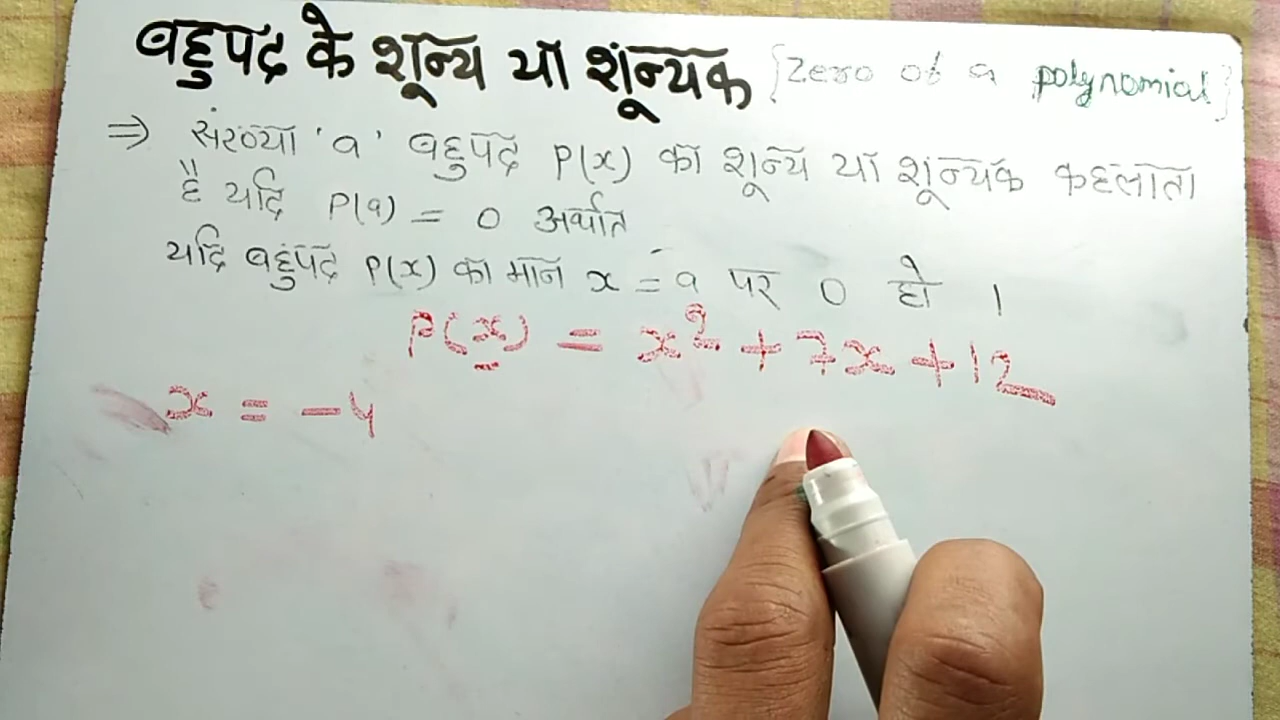 बहुपद के शून्य या शून्यक {Zero of a polynomial}
⇒ संख्या 'a' बहुपद P(x) का शून्य या शून्यक कहलाता
है यदि P(a) = 0 अर्थात
यदि बहुपद P(x) का मान x = a पर 0 हो ।
P(x) = x² + 7x + 12
x = -4